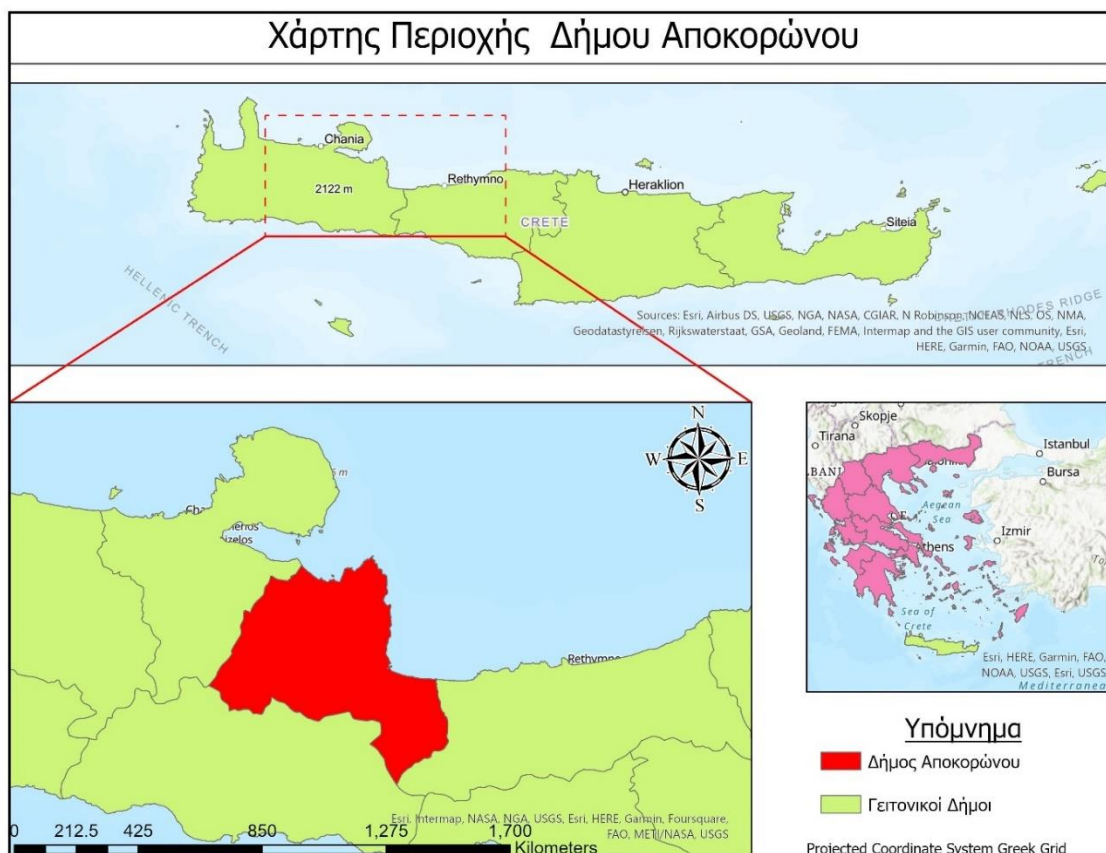 Χάρτης Περιοχής Δήμου Αποκορώνου
Chania
2122 m
Rethymno
Heraklion
CRETE
Siteia
HELLENIC TRENCH
RHODES RIDGE
TRENCH
Sources: Esri, Airbus DS, USGS, NGA, NASA, CGIAR, N Robinson, NCEAS, NLS, OS, NMA,
Geodatastyrelsen, Rijkswaterstaat, GSA, Geoland, FEMA, Intermap and the GIS user community, Esri,
HERE, Garmin, FAO, NOAA, USGS
N
W E
S
Rethymno
Esri, Intermap, NASA, NGA, USGS, Esri, HERE, Garmin, Foursquare,
FAO, METI/NASA, USGS
0 212.5 425 850 1,275 1,700
Kilometers
Skopje
Tirana
Istanbul
Bursa
Aegean
Sea
Izmir
Athens
Sea of
Crete
Esri, HERE, Garmin, FAO,
NOAA, USGS, Esri, USGS
Mediterranean
Υπόμνημα
Δήμος Αποκορώνου
Γειτονικοί Δήμοι
Projected Coordinate System Greek Grid